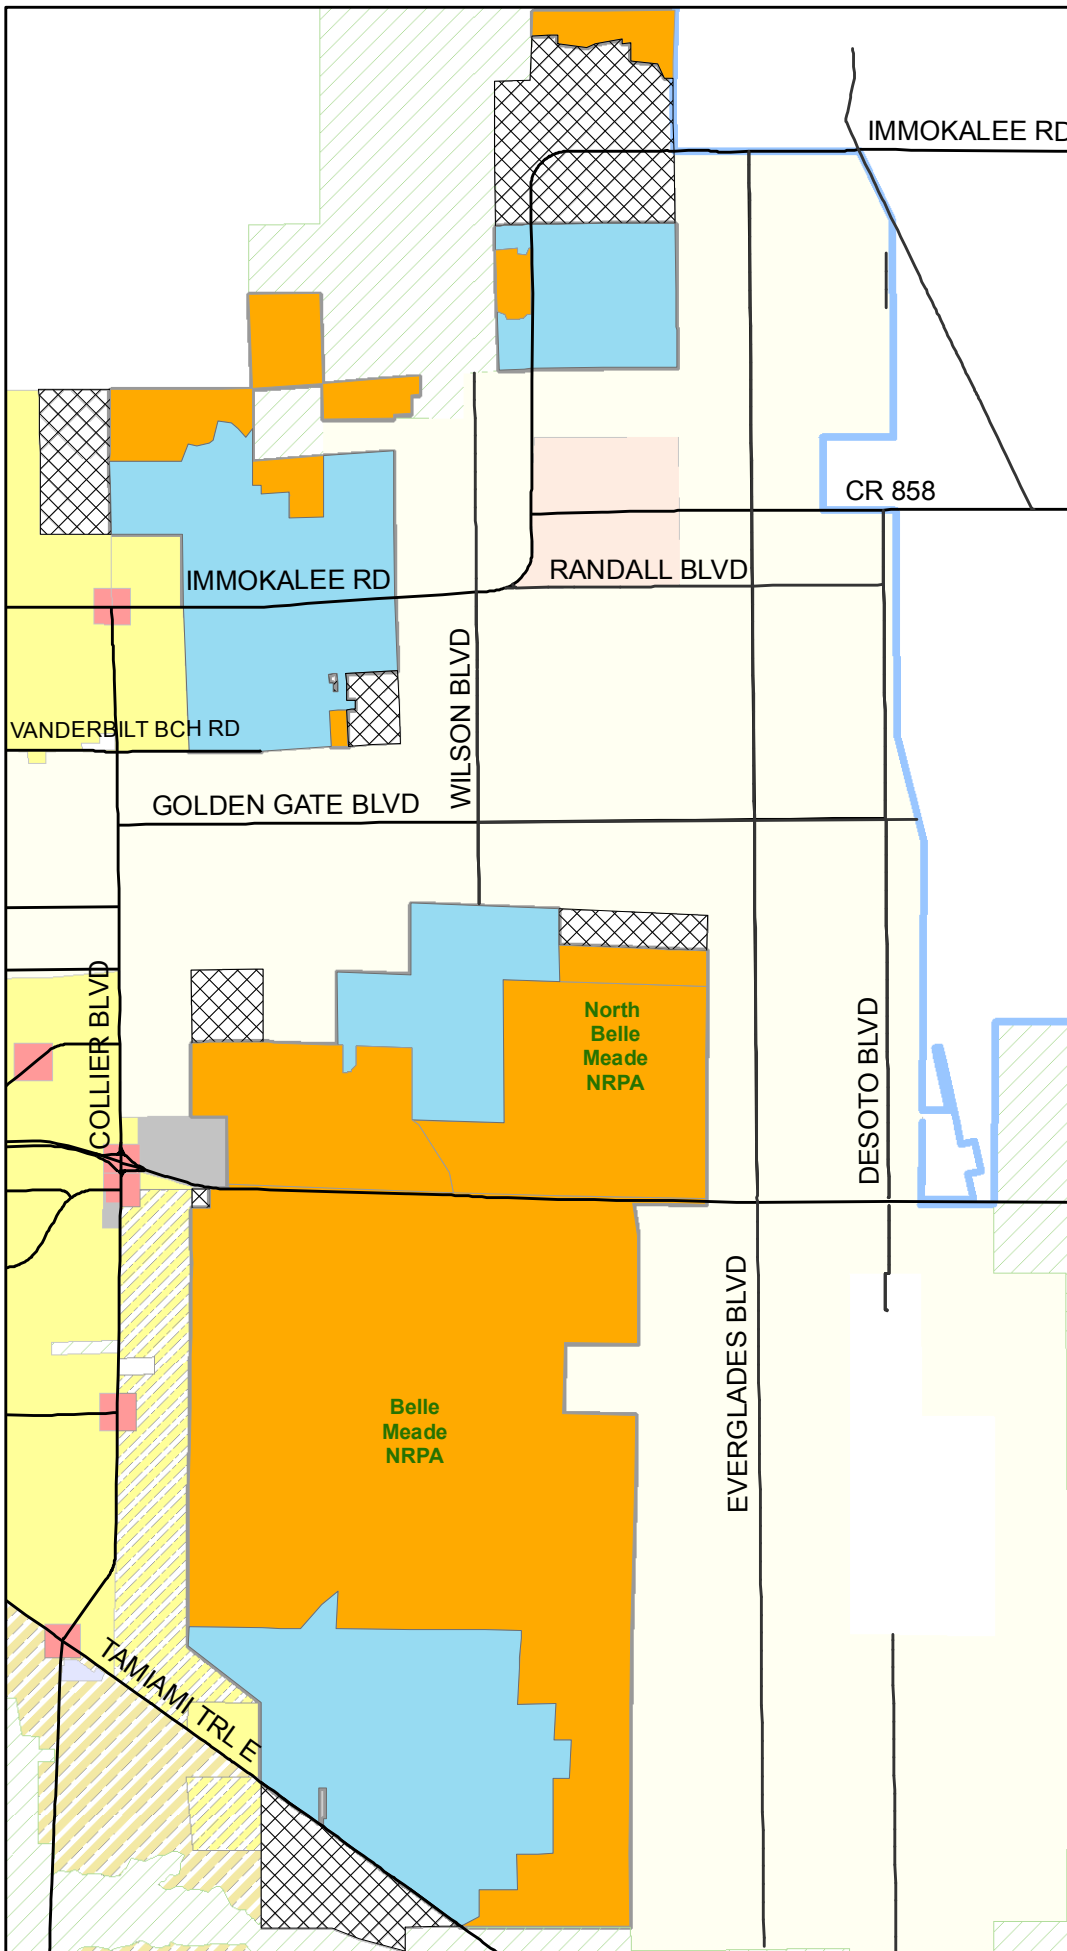 IMMOKALEE RD
CR 858
RANDALL BLVD
IMMOKALEE RD
WILSON BLVD
VANDERBILT BCH RD
GOLDEN GATE BLVD
COLLIER BLVD
North
Belle
Meade
NRPA
DESOTO BLVD
EVERGLADES BLVD
Belle
Meade
NRPA
TAMIAMI TRL E